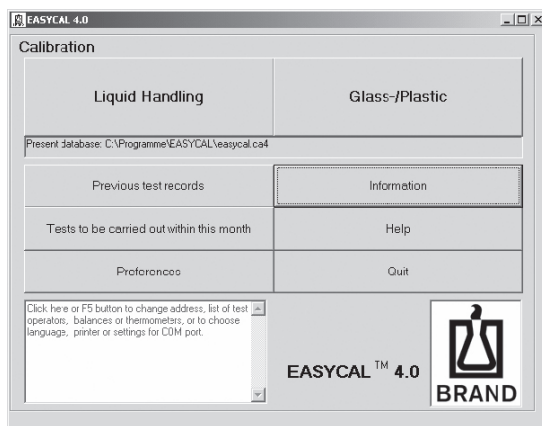 EASYCAL 4.0
Calibration
Liquid Handling
Glass-/Plastic
Present database: C:\Programme\EASYCAL\easycal.ca4
Previous test records
Information
Tests to be carried out within this month
Help
Preferences
Quit
Click here or F5 button to change address, list of test
operators, balances or thermometers, or to choose
language, printer or settings for COM port.
EASYCAL ™ 4.0
BRAND